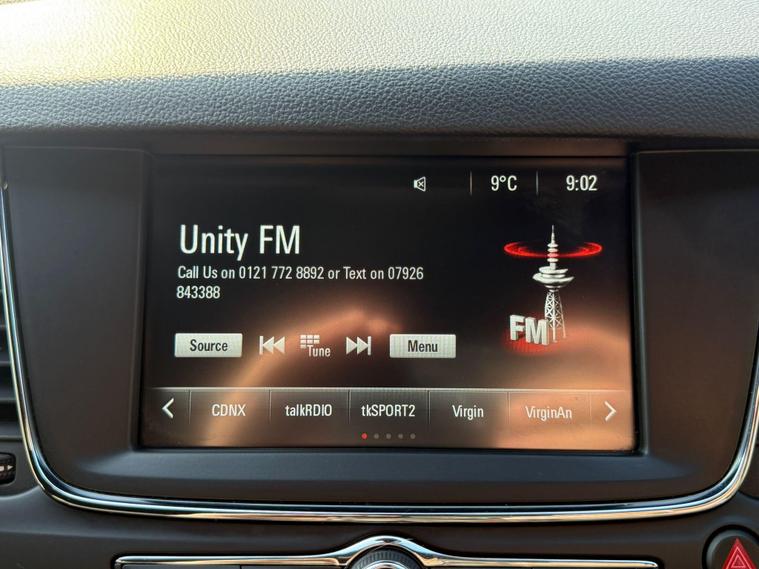 9°C
9:02
Unity FM
Call Us on 0121 772 8892 or Text on 07926
843388
FM
Source
Tune
Menu
CDNX
talkRDIO
tkSPORT2
Virgin
VirginAn